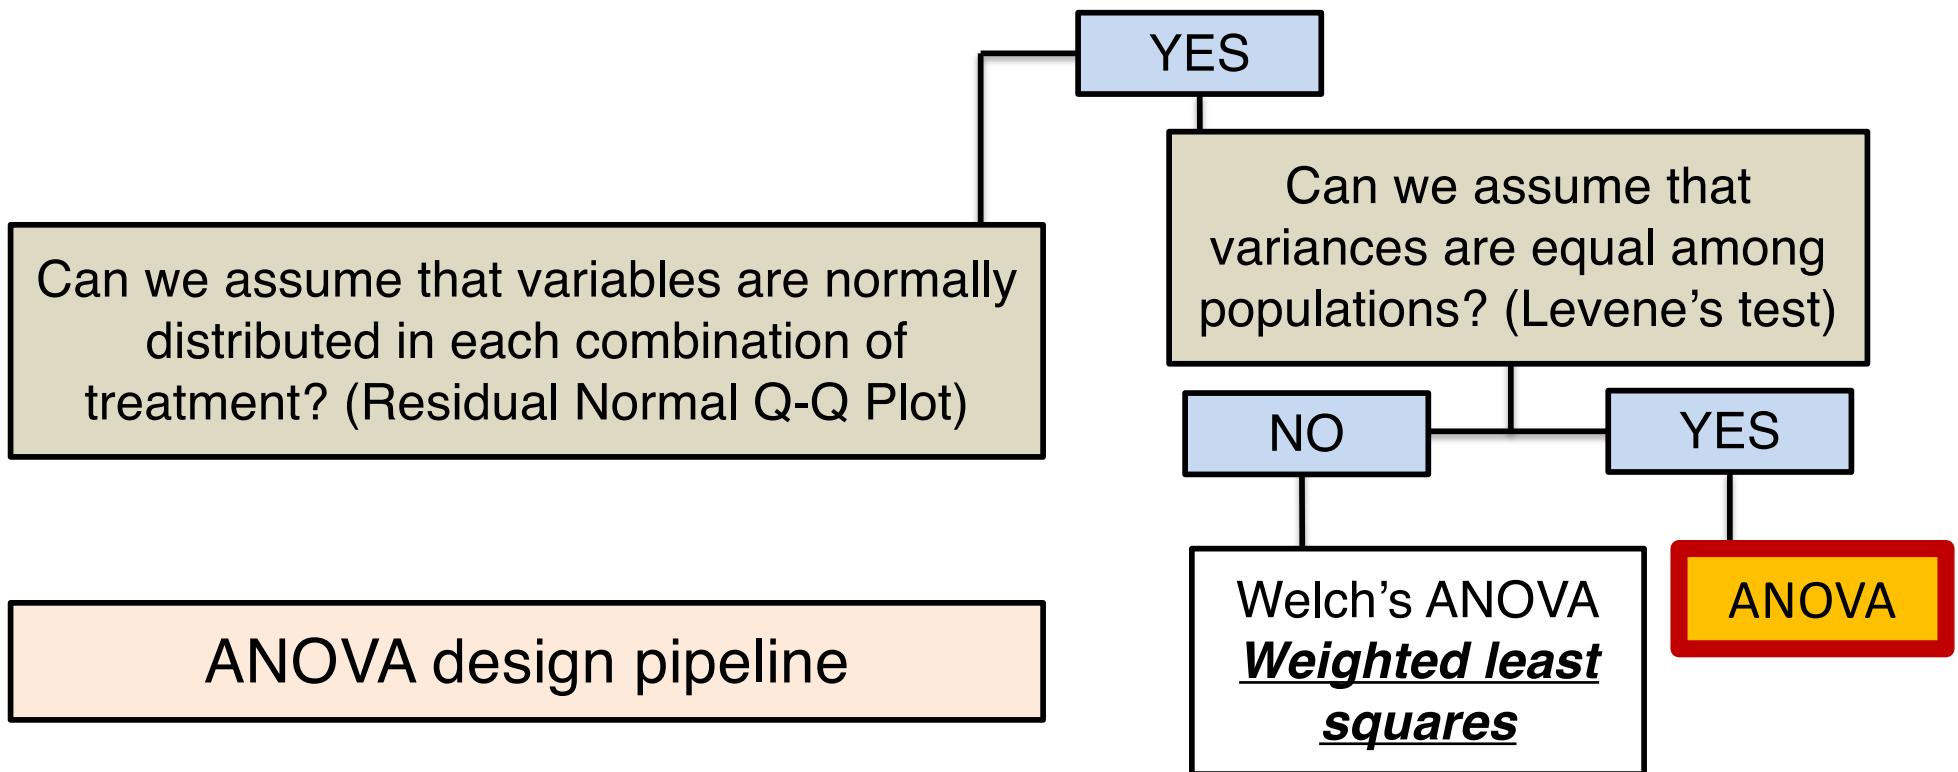 YES
Can we assume that variables are normally
distributed in each combination of
treatment? (Residual Normal Q-Q Plot)
Can we assume that
variances are equal among
populations? (Levene’s test)
NO
YES
Welch’s ANOVA
Weighted least
squares
ANOVA
ANOVA design pipeline